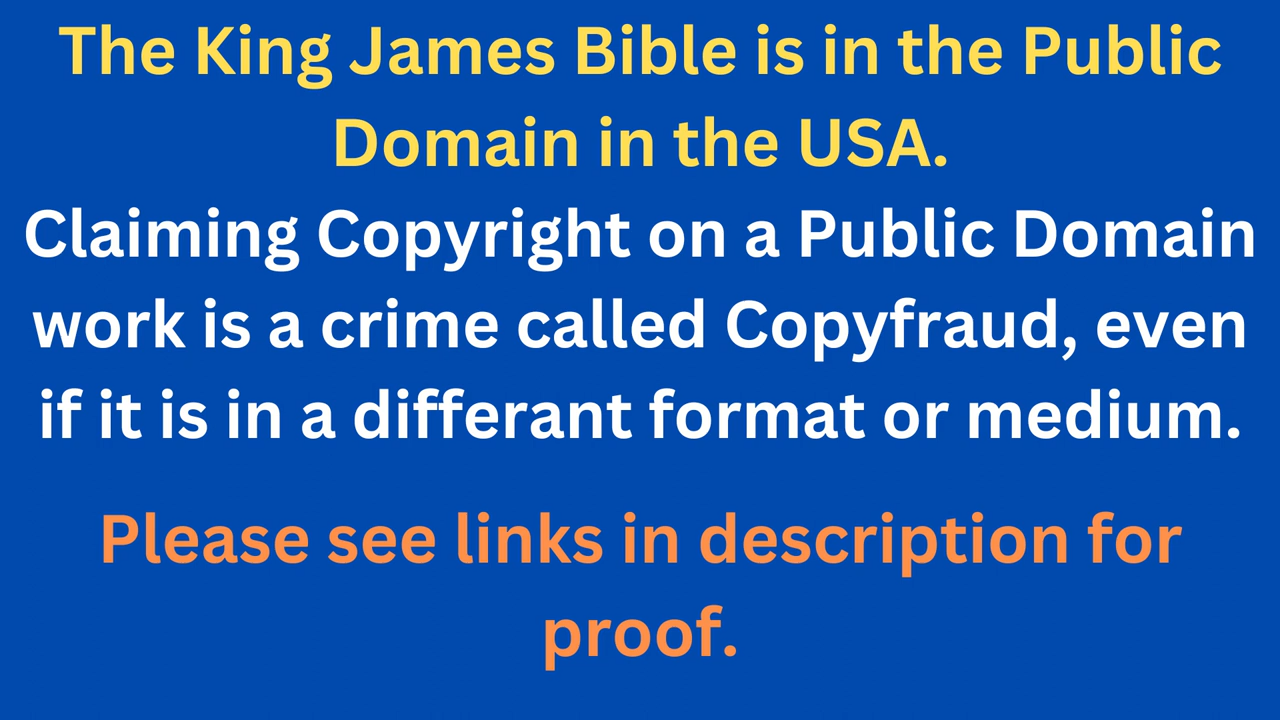 The King James Bible is in the Public
Domain in the USA.
Claiming Copyright on a Public Domain
work is a crime called Copyfraud, even
if it is in a differant format or medium.
Please see links in description for
proof.